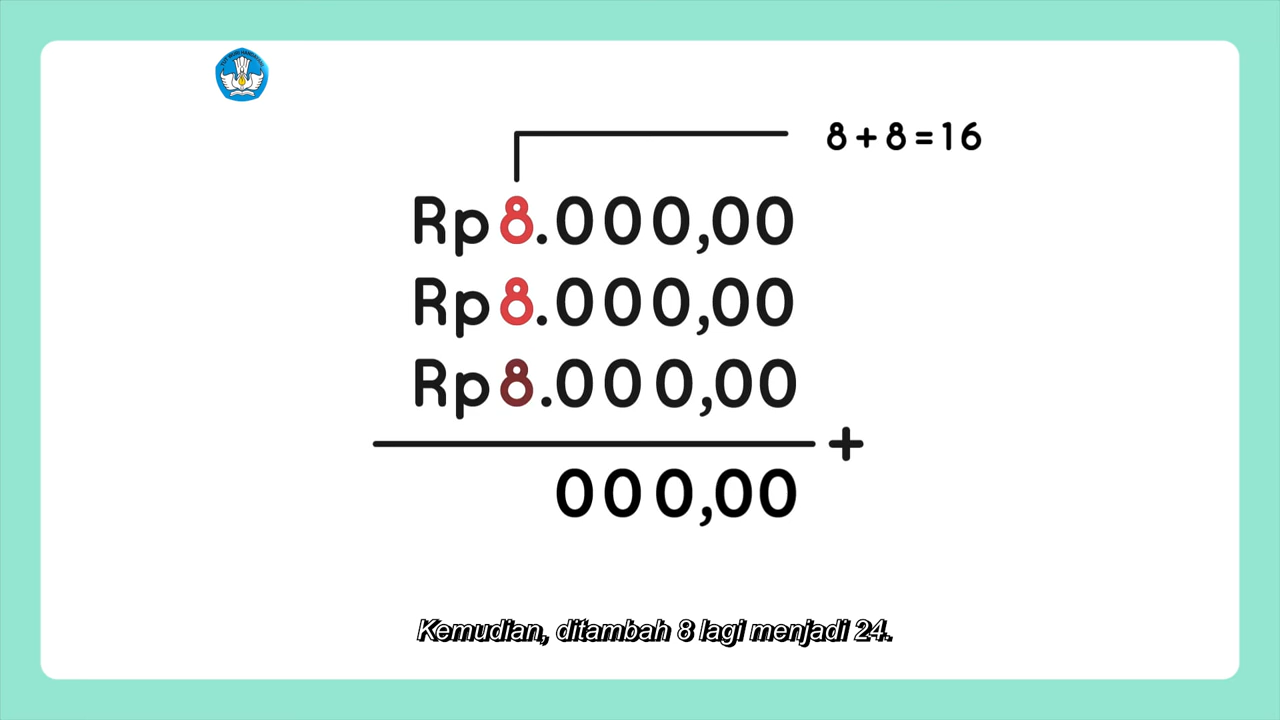 8+8=16
Rp8.000,00
Rp8.000,00
Rp8.000,00
+
000,00
Kemudian, ditambah 8 lagi menjadi 24.